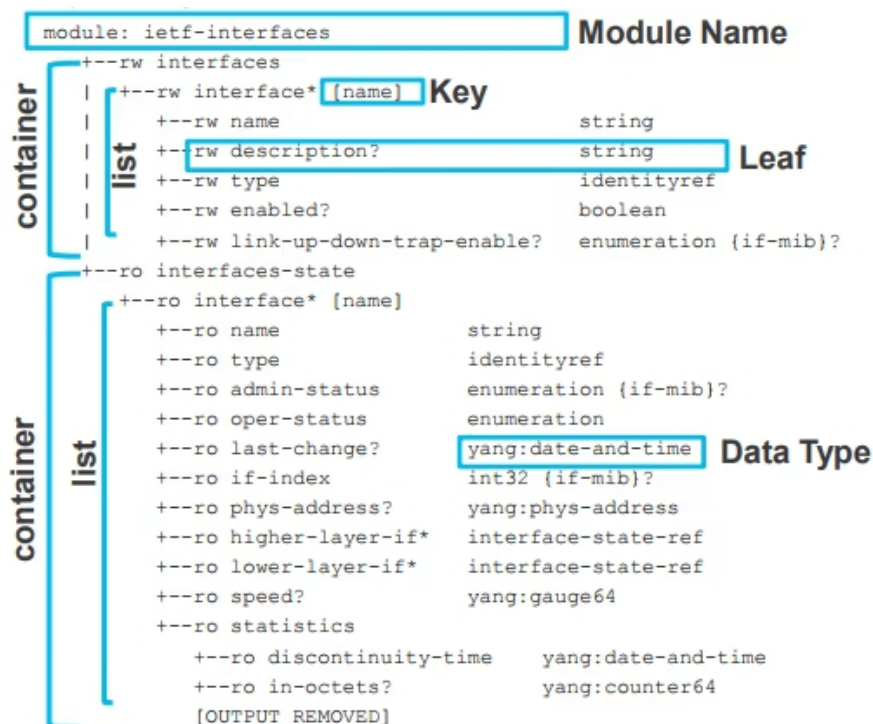 module: ietf-interfaces Module Name
+--rw interfaces
| +--rw interface* [name] Key
| +--rw name string
| +--rw description? string Leaf
| +--rw type identityref
| +--rw enabled? boolean
| +--rw link-up-down-trap-enable? enumeration {if-mib}?
container
list
+--ro interfaces-state
+--ro interface* [name]
+--ro name string
+--ro type identityref
+--ro admin-status enumeration {if-mib}?
+--ro oper-status enumeration
+--ro last-change? yang:date-and-time Data Type
+--ro if-index int32 {if-mib}?
+--ro phys-address? yang:phys-address
+--ro higher-layer-if* interface-state-ref
+--ro lower-layer-if* interface-state-ref
+--ro speed? yang:gauge64
+--ro statistics
+--ro discontinuity-time yang:date-and-time
+--ro in-octets? yang:counter64
[OUTPUT REMOVED]
container
list